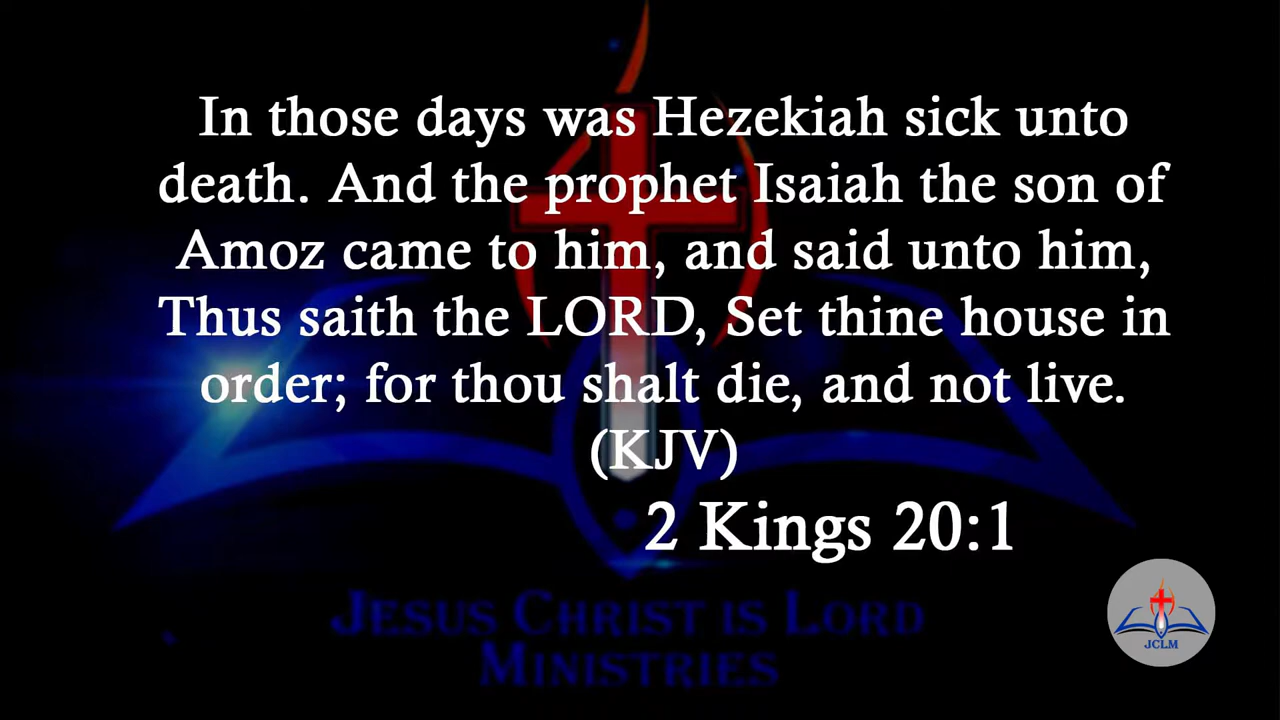 In those days was Hezekiah sick unto
death. And the prophet Isaiah the son of
Amoz came to him, and said unto him,
Thus saith the LORD, Set thine house in
order; for thou shalt die, and not live.
(KJV)
2 Kings 20:1
JESUS CHRIST IS LORD
MINISTRIES
JCLM